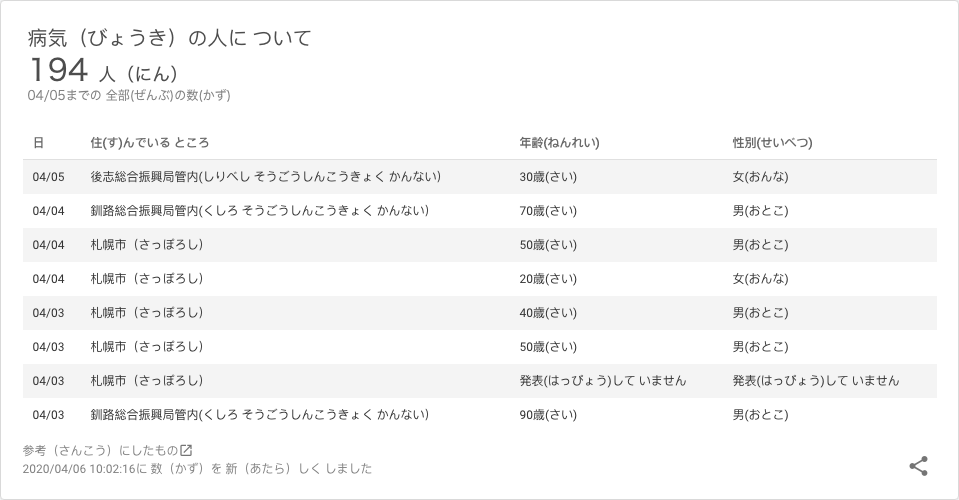 病気（びょうき）の人に ついて
194 人（にん）
04/05までの 全部(ぜんぶ)の数(かず)
日 住(す)んでいる ところ 年齢(ねんれい) 性別(せいべつ)
04/05 後志総合振興局管内(しりべし そうごうしんこうきょく かんない) 30歳(さい) 女(おんな)
04/04 釧路総合振興局管内(くしろ そうごうしんこうきょく かんない) 70歳(さい) 男(おとこ)
04/04 札幌市（さっぽろし） 50歳(さい) 男(おとこ)
04/04 札幌市（さっぽろし） 20歳(さい) 女(おんな)
04/03 札幌市（さっぽろし） 40歳(さい) 男(おとこ)
04/03 札幌市（さっぽろし） 50歳(さい) 男(おとこ)
04/03 札幌市（さっぽろし） 発表(はっぴょう)して いません 発表(はっぴょう)して いません
04/03 釧路総合振興局管内(くしろ そうごうしんこうきょく かんない) 90歳(さい) 男(おとこ)
参考（さんこう）にしたもの
2020/04/06 10:02:16に 数（かず）を 新（あたら）しく しました